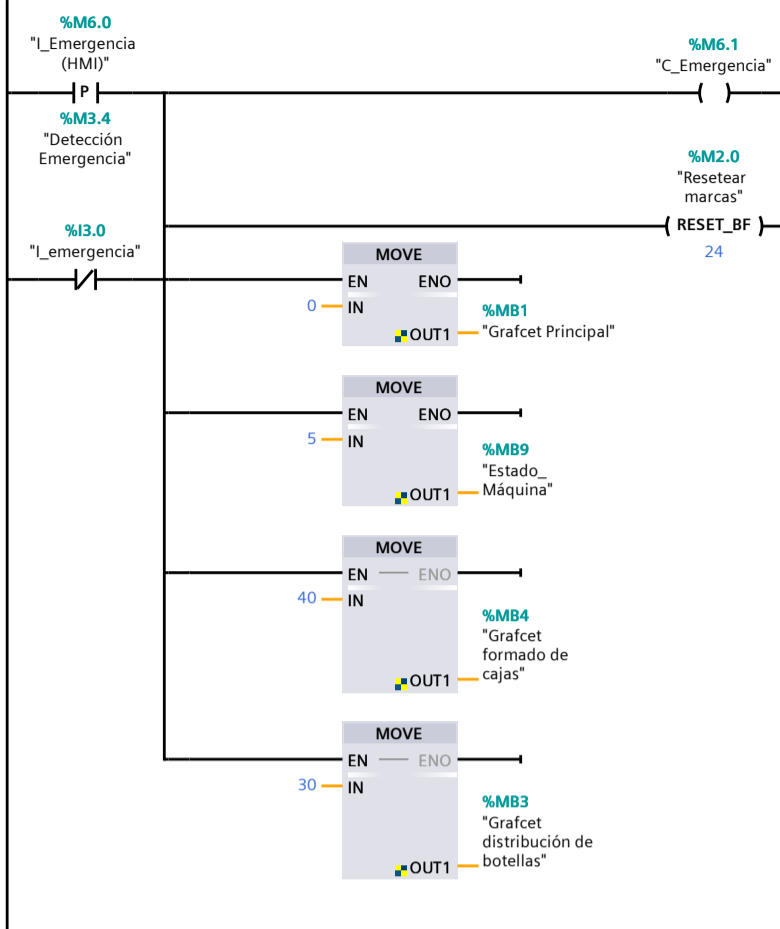 %M6.0
"I_Emergencia
(HMI)"
P
%M3.4
"Detección
Emergencia"
%M6.1
"C_Emergencia"
%M2.0
"Resetear
marcas"
RESET_BF
24
%I3.0
"I_emergencia"
MOVE
EN ENO
0 IN
%MB1
OUT1 "Grafcet Principal"
MOVE
EN ENO
5 IN
%MB9
"Estado_
OUT1 Máquina"
MOVE
EN ENO
40 IN
%MB4
"Grafcet
formado de
OUT1 cajas"
MOVE
EN ENO
30 IN
%MB3
"Grafcet
distribución de
OUT1 botellas"